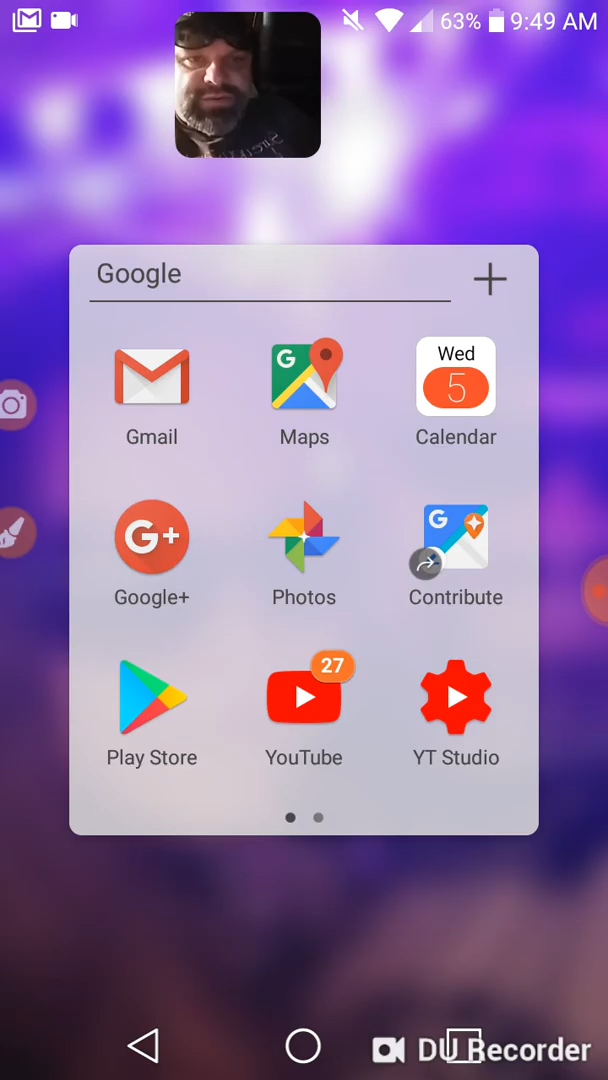 63% 9:49 AM
Google
Wed
5
Gmail
G
Maps
Calendar
G+
Google+
Photos
G
Contribute
27
Play Store
YouTube
YT Studio
DU Recorder